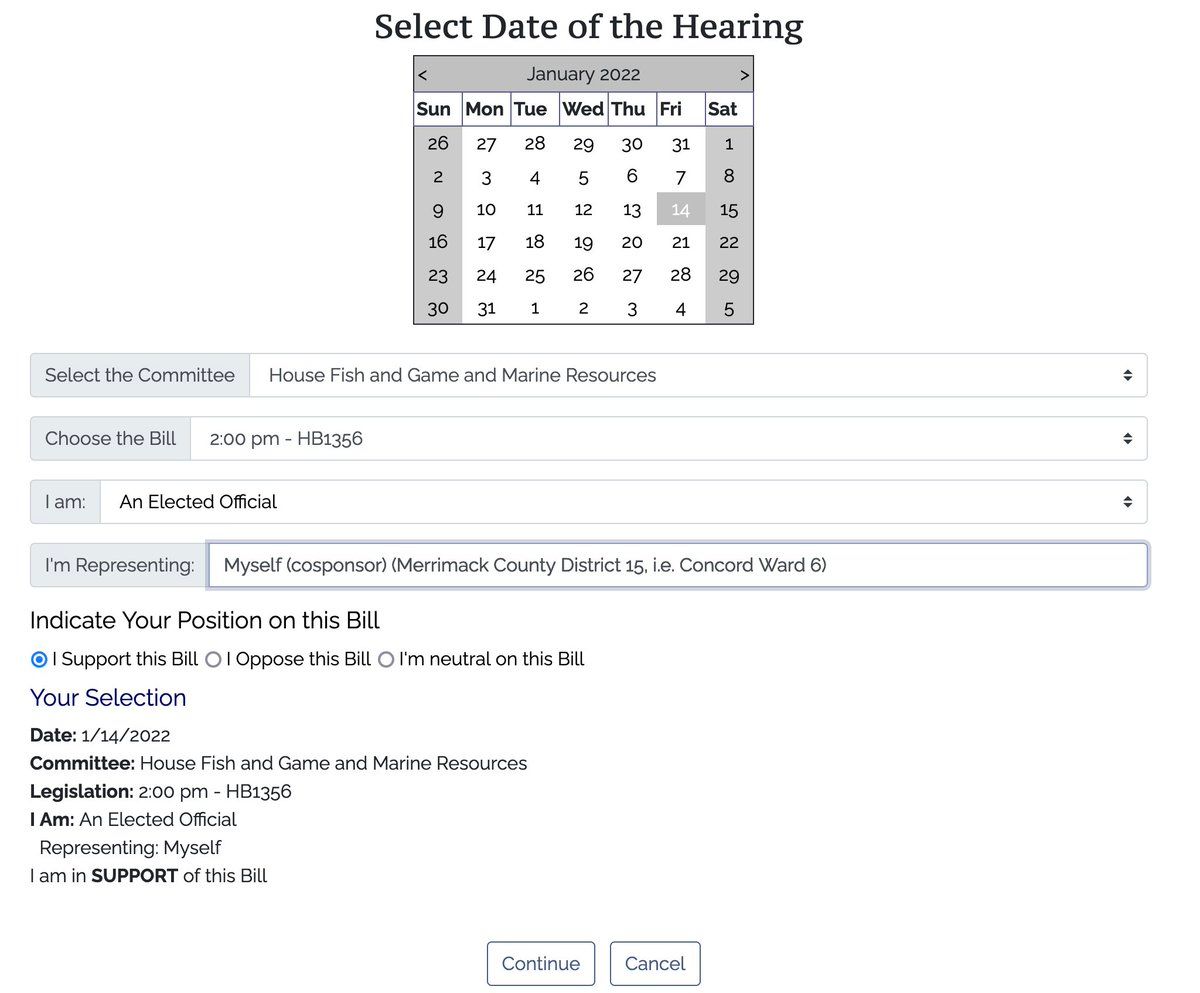 Select Date of the Hearing
< January 2022 >
Sun Mon Tue Wed Thu Fri Sat
26 27 28 29 30 31 1
2 3 4 5 6 7 8
9 10 11 12 13 14 15
16 17 18 19 20 21 22
23 24 25 26 27 28 29
30 31 1 2 3 4 5
Select the Committee House Fish and Game and Marine Resources
Choose the Bill 2:00 pm - HB1356
I am: An Elected Official
I'm Representing: Myself (cosponsor) (Merrimack County District 15, i.e. Concord Ward 6)
Indicate Your Position on this Bill
I Support this Bill I Oppose this Bill I'm neutral on this Bill
Your Selection
Date: 1/14/2022
Committee: House Fish and Game and Marine Resources
Legislation: 2:00 pm - HB1356
I Am: An Elected Official
Representing: Myself
I am in SUPPORT of this Bill
Continue Cancel